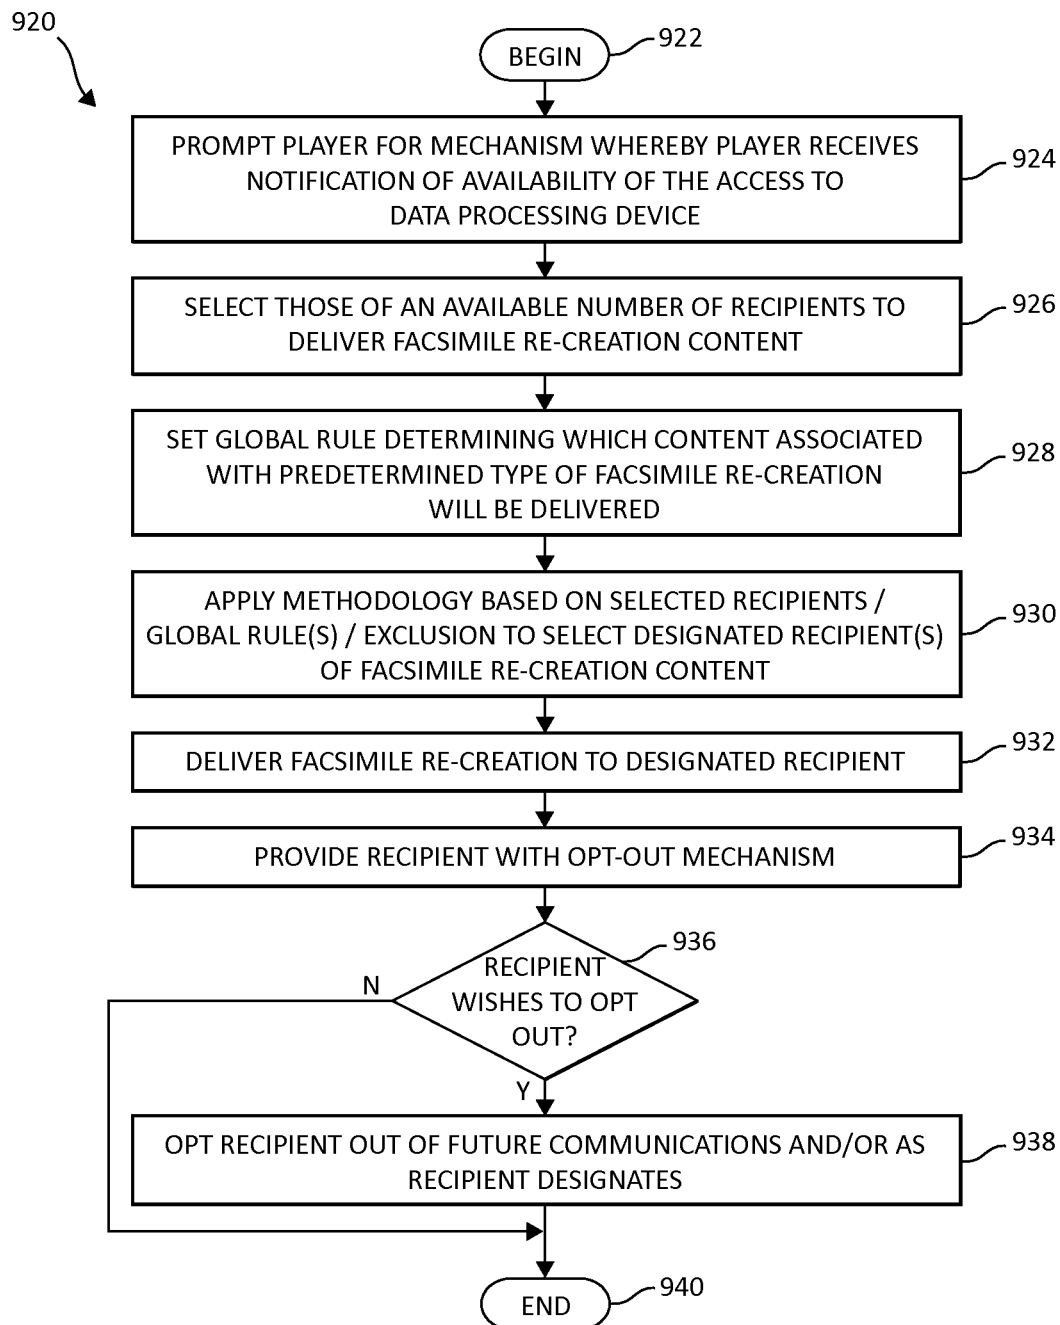 920
BEGIN
922
PROMPT PLAYER FOR MECHANISM WHEREBY PLAYER RECEIVES
NOTIFICATION OF AVAILABILITY OF THE ACCESS TO
DATA PROCESSING DEVICE
924
SELECT THOSE OF AN AVAILABLE NUMBER OF RECIPIENTS TO
DELIVER FACSIMILE RE-CREATION CONTENT
926
SET GLOBAL RULE DETERMINING WHICH CONTENT ASSOCIATED
WITH PREDETERMINED TYPE OF FACSIMILE RE-CREATION
WILL BE DELIVERED
928
APPLY METHODOLOGY BASED ON SELECTED RECIPIENTS /
GLOBAL RULE(S) / EXCLUSION TO SELECT DESIGNATED RECIPIENT(S)
OF FACSIMILE RE-CREATION CONTENT
930
DELIVER FACSIMILE RE-CREATION TO DESIGNATED RECIPIENT
932
PROVIDE RECIPIENT WITH OPT-OUT MECHANISM
934
936
RECIPIENT
WISHES TO OPT
OUT?
N
Y
OPT RECIPIENT OUT OF FUTURE COMMUNICATIONS AND/OR AS
RECIPIENT DESIGNATES
938
END
940